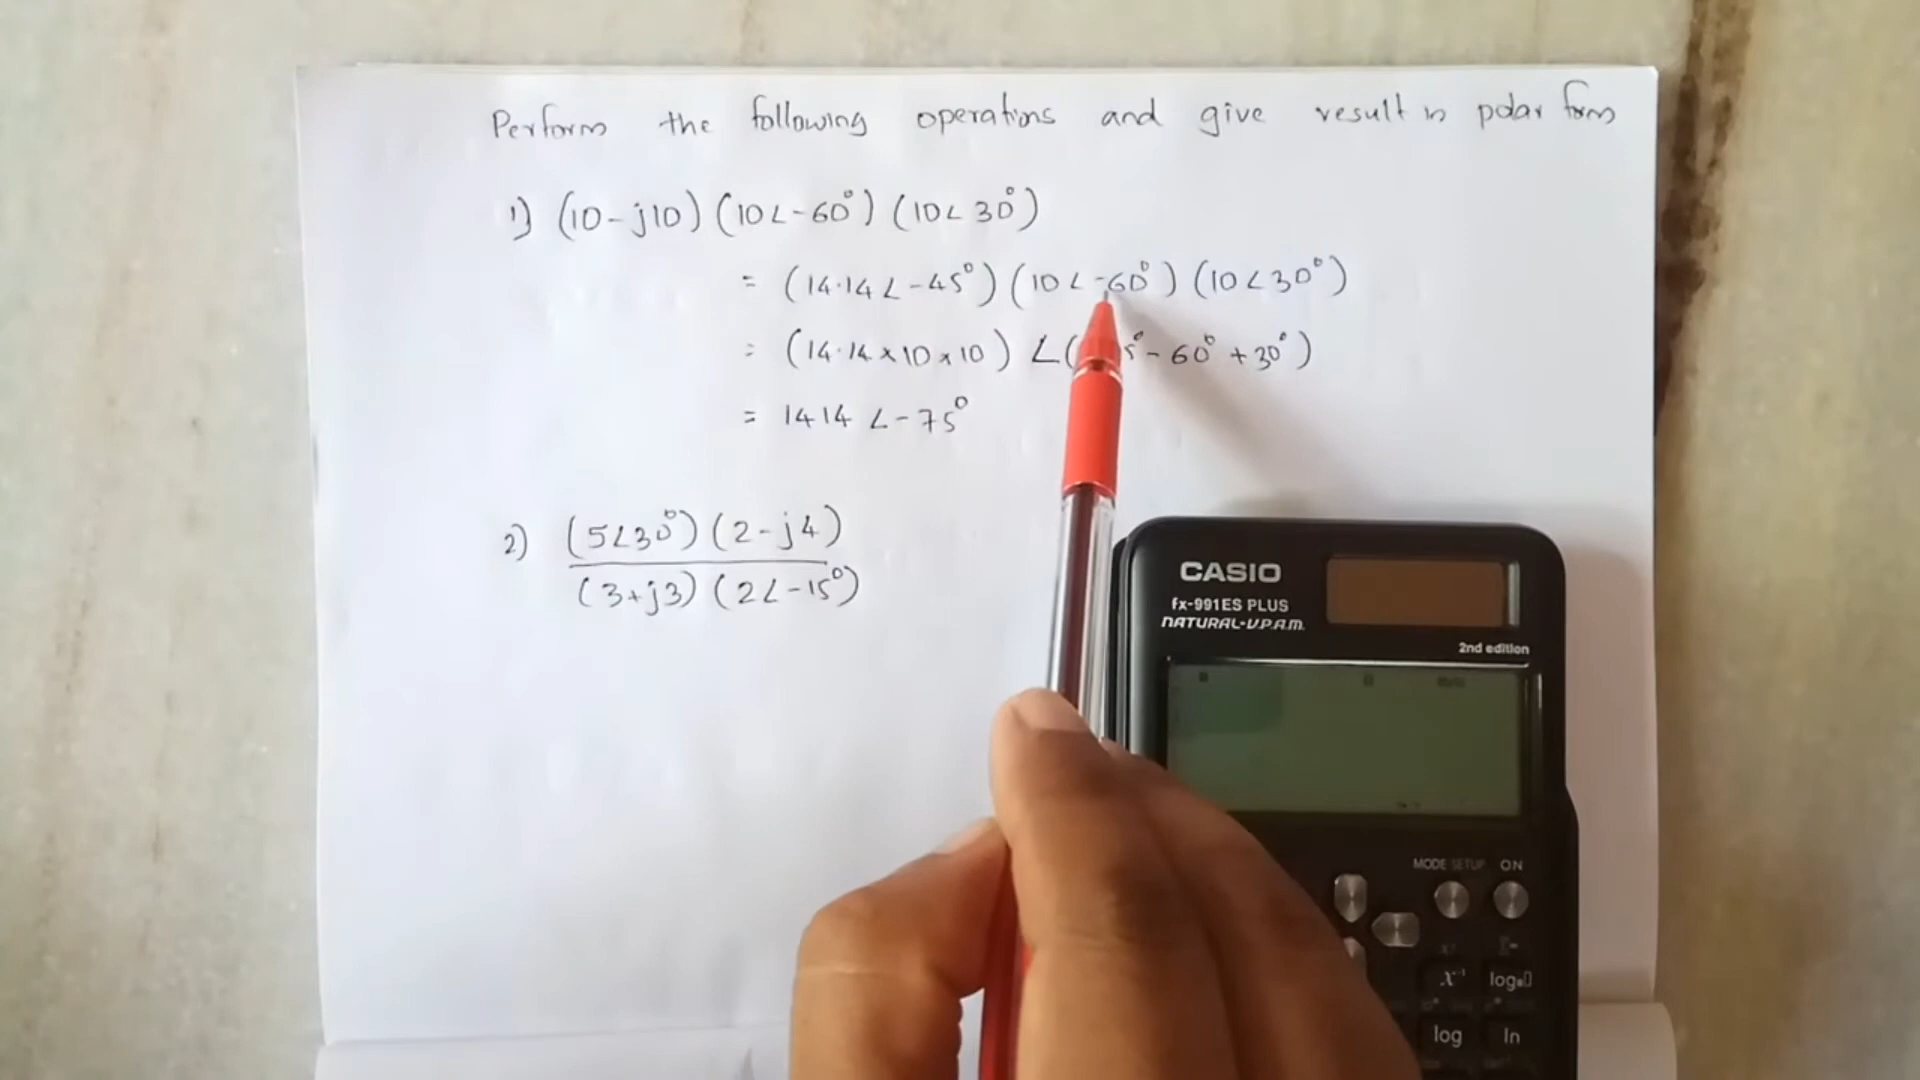 Perform the following operations and give result in polar form
1) (10-j10) (10∠-60°) (10∠30°)
= (14.14∠-45°) (10∠-60°) (10∠30°)
= (14.14×10×10) ∠( 5°-60°+30°)
= 1414 ∠-75°
2) (5∠30°) (2-j4)
(3+j3) (2∠-15°)
CASIO
fx-991ES PLUS
NATURAL-V.P.A.M.
2nd edition
MODE SETUP ON
x⁻¹ log
log ln